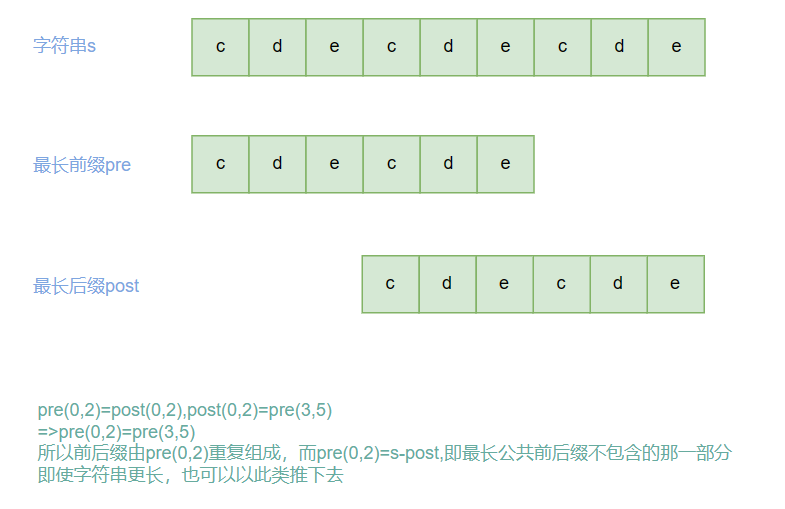 字符串s c d e c d e c d e
最长前缀pre c d e c d e
最长后缀post c d e c d e
pre(0,2)=post(0,2),post(0,2)=pre(3,5)
=>pre(0,2)=pre(3,5)
所以前后缀由pre(0,2)重复组成，而pre(0,2)=s-post,即最长公共前后缀不包含的那一部分
即使字符串更长，也可以以此类推下去